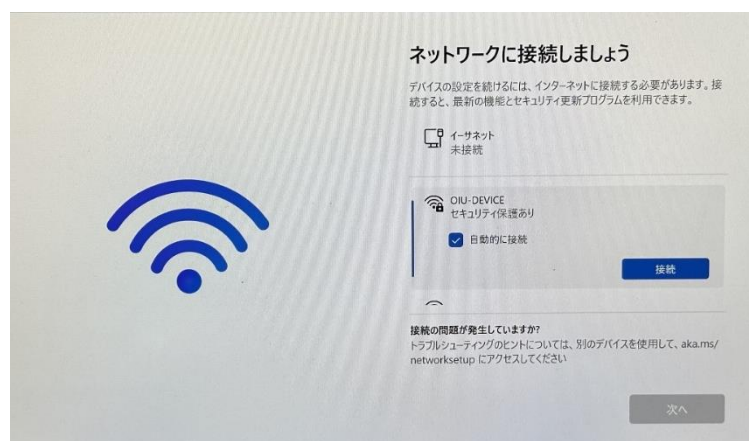 ネットワークに接続しましょう
デバイスの設定を続けるには、インターネットに接続する必要があります。接
続すると、最新の機能とセキュリティ更新プログラムを利用できます。
イーサネット
未接続
OIU-DEVICE
セキュリティ保護あり
自動的に接続
接続
接続の問題が発生していますか?
トラブルシューティングのヒントについては、別のデバイスを使用して、aka.ms/
networksetup にアクセスしてください
次へ